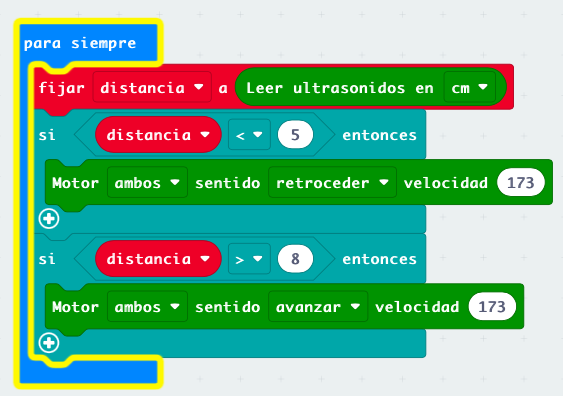 para siempre
fijar distancia a Leer ultrasonidos en cm
si distancia < 5 entonces
Motor ambos sentido retroceder velocidad 173
si distancia > 8 entonces
Motor ambos sentido avanzar velocidad 173